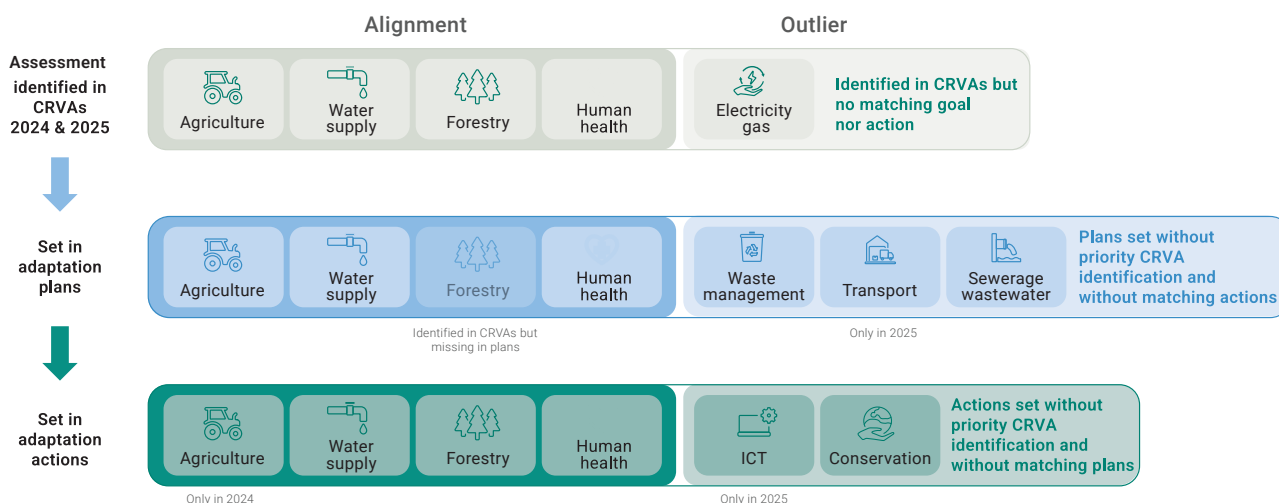 Alignment
Outlier
Assessment
identified in
CRVAs
2024 & 2025
Agriculture
Water
supply
Forestry
Human
health
Electricity
gas
Identified in CRVAs but
no matching goal
nor action
Set in
adaptation
plans
Agriculture
Water
supply
Forestry
Human
health
Waste
management
Transport
Sewerage
wastewater
Plans set without
priority CRVA
identification and
without matching actions
Identified in CRVAs but
missing in plans
Only in 2025
Set in
adaptation
actions
Agriculture
Water
supply
Forestry
Human
health
ICT
Conservation
Actions set without
priority CRVA
identification and
without matching plans
Only in 2024
Only in 2025